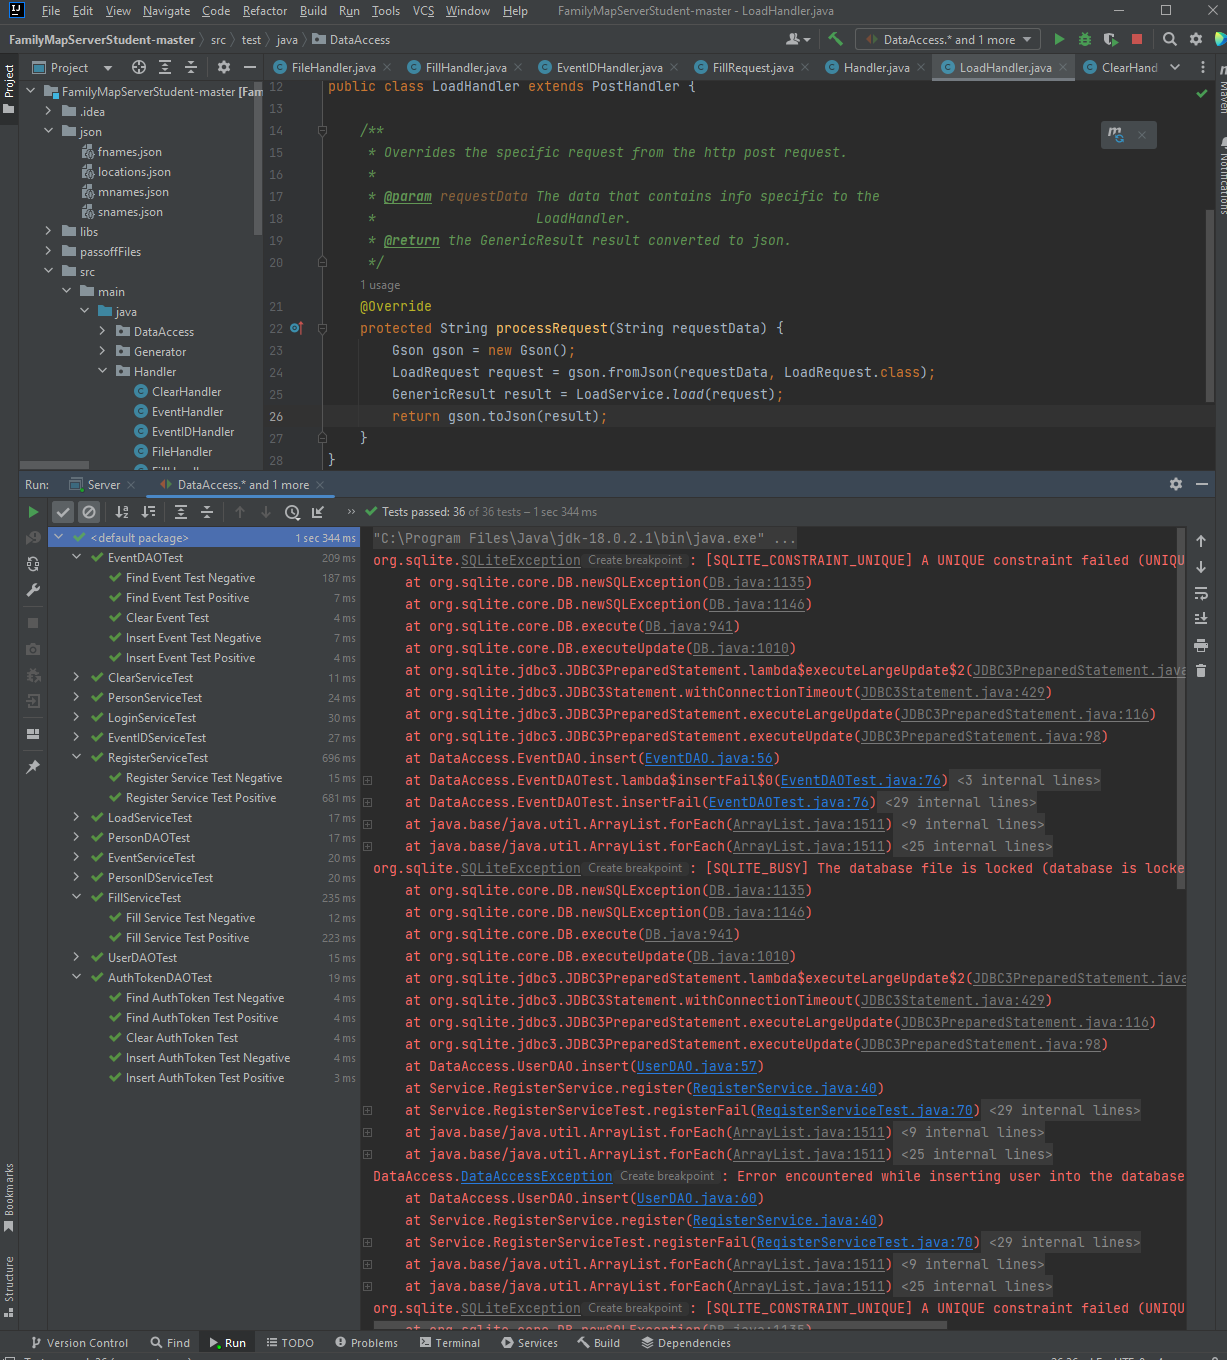 File Edit View Navigate Code Refactor Build Run Tools VCS Window Help FamilyMapServerStudent-master - LoadHandler.java
FamilyMapServerStudent-master src test java DataAccess
DataAccess.* and 1 more
Project
Project
FileHandler.java FillHandler.java EventIDHandler.java FillRequest.java Handler.java LoadHandler.java ClearHand
Maven
Notifications
FamilyMapServerStudent-master [Fam
.idea
json
fnames.json
locations.json
mnames.json
snames.json
libs
passoffFiles
src
main
java
DataAccess
Generator
Handler
ClearHandler
EventHandler
EventIDHandler
FileHandler
12 public class LoadHandler extends PostHandler {
13
14 /**
15 * Overrides the specific request from the http post request.
16 *
17 * @param requestData The data that contains info specific to the
18 * LoadHandler.
19 * @return the GenericResult result converted to json.
20 */
1 usage
21 @Override
22 protected String processRequest(String requestData) {
23 Gson gson = new Gson();
24 LoadRequest request = gson.fromJson(requestData, LoadRequest.class);
25 GenericResult result = LoadService.load(request);
26 return gson.toJson(result);
27 }
28 }
Run: Server DataAccess.* and 1 more
Tests passed: 36 of 36 tests – 1 sec 344 ms
<default package> 1 sec 344 ms
EventDAOTest 209 ms
Find Event Test Negative 187 ms
Find Event Test Positive 7 ms
Clear Event Test 4 ms
Insert Event Test Negative 7 ms
Insert Event Test Positive 4 ms
ClearServiceTest 11 ms
PersonServiceTest 24 ms
LoginServiceTest 30 ms
EventIDServiceTest 27 ms
RegisterServiceTest 696 ms
Register Service Test Negative 15 ms
Register Service Test Positive 681 ms
LoadServiceTest 17 ms
PersonDAOTest 17 ms
EventServiceTest 20 ms
PersonIDServiceTest 20 ms
FillServiceTest 235 ms
Fill Service Test Negative 12 ms
Fill Service Test Positive 223 ms
UserDAOTest 15 ms
AuthTokenDAOTest 19 ms
Find AuthToken Test Negative 4 ms
Find AuthToken Test Positive 4 ms
Clear AuthToken Test 4 ms
Insert AuthToken Test Negative 4 ms
Insert AuthToken Test Positive 3 ms
"C:\Program Files\Java\jdk-18.0.2.1\bin\java.exe" ...
org.sqlite.SQLiteException Create breakpoint : [SQLITE_CONSTRAINT_UNIQUE] A UNIQUE constraint failed (UNIQU
at org.sqlite.core.DB.newSQLException(DB.java:1135)
at org.sqlite.core.DB.newSQLException(DB.java:1146)
at org.sqlite.core.DB.execute(DB.java:941)
at org.sqlite.core.DB.executeUpdate(DB.java:1010)
at org.sqlite.jdbc3.JDBC3PreparedStatement.lambda$executeLargeUpdate$2(JDBC3PreparedStatement.java
at org.sqlite.jdbc3.JDBC3Statement.withConnectionTimeout(JDBC3Statement.java:429)
at org.sqlite.jdbc3.JDBC3PreparedStatement.executeLargeUpdate(JDBC3PreparedStatement.java:116)
at org.sqlite.jdbc3.JDBC3PreparedStatement.executeUpdate(JDBC3PreparedStatement.java:98)
at DataAccess.EventDAO.insert(EventDAO.java:56)
at DataAccess.EventDAOTest.lambda$insertFail$0(EventDAOTest.java:76) <3 internal lines>
at DataAccess.EventDAOTest.insertFail(EventDAOTest.java:76) <29 internal lines>
at java.base/java.util.ArrayList.forEach(ArrayList.java:1511) <9 internal lines>
at java.base/java.util.ArrayList.forEach(ArrayList.java:1511) <25 internal lines>
org.sqlite.SQLiteException Create breakpoint : [SQLITE_BUSY] The database file is locked (database is locke
at org.sqlite.core.DB.newSQLException(DB.java:1135)
at org.sqlite.core.DB.newSQLException(DB.java:1146)
at org.sqlite.core.DB.execute(DB.java:941)
at org.sqlite.core.DB.executeUpdate(DB.java:1010)
at org.sqlite.jdbc3.JDBC3PreparedStatement.lambda$executeLargeUpdate$2(JDBC3PreparedStatement.java
at org.sqlite.jdbc3.JDBC3Statement.withConnectionTimeout(JDBC3Statement.java:429)
at org.sqlite.jdbc3.JDBC3PreparedStatement.executeLargeUpdate(JDBC3PreparedStatement.java:116)
at org.sqlite.jdbc3.JDBC3PreparedStatement.executeUpdate(JDBC3PreparedStatement.java:98)
at DataAccess.UserDAO.insert(UserDAO.java:57)
at Service.RegisterService.register(RegisterService.java:40)
at Service.RegisterServiceTest.registerFail(RegisterServiceTest.java:70) <29 internal lines>
at java.base/java.util.ArrayList.forEach(ArrayList.java:1511) <9 internal lines>
at java.base/java.util.ArrayList.forEach(ArrayList.java:1511) <25 internal lines>
DataAccess.DataAccessException Create breakpoint : Error encountered while inserting user into the database
at DataAccess.UserDAO.insert(UserDAO.java:60)
at Service.RegisterService.register(RegisterService.java:40)
at Service.RegisterServiceTest.registerFail(RegisterServiceTest.java:70) <29 internal lines>
at java.base/java.util.ArrayList.forEach(ArrayList.java:1511) <9 internal lines>
at java.base/java.util.ArrayList.forEach(ArrayList.java:1511) <25 internal lines>
org.sqlite.SQLiteException Create breakpoint : [SQLITE_CONSTRAINT_UNIQUE] A UNIQUE constraint failed (UNIQU
Bookmarks
Structure
Version Control Find Run TODO Problems Terminal Services Build Dependencies